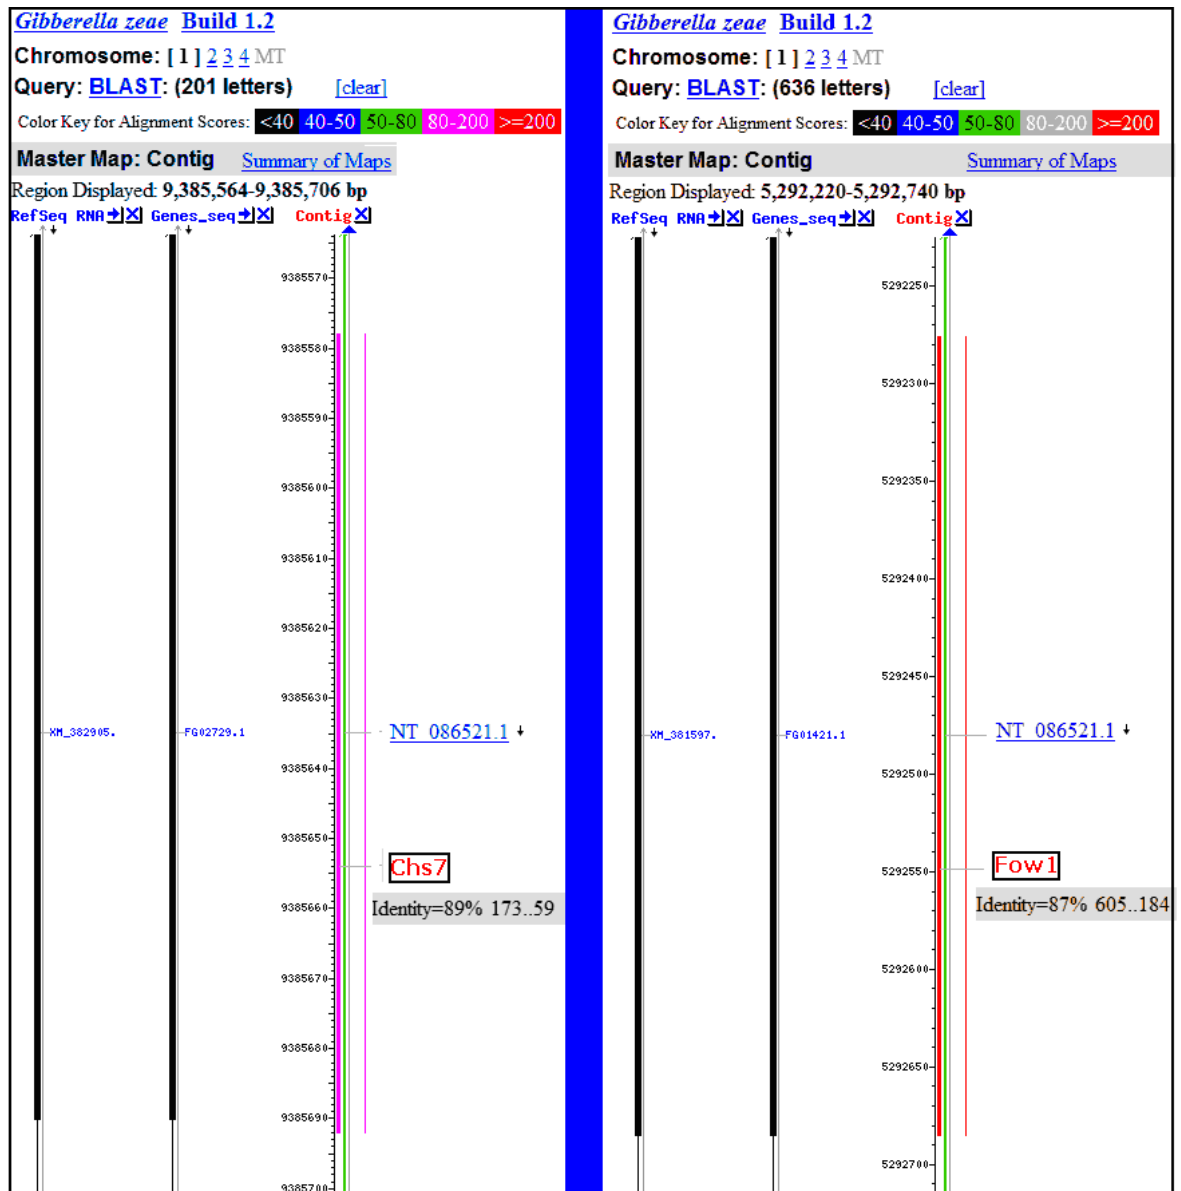 Gibberella zeae Build 1.2
Chromosome: [ 1 ] 2 3 4 MT
Query: BLAST: (201 letters) [clear]
Color Key for Alignment Scores: <40 40-50 50-80 80-200 >=200
Master Map: Contig Summary of Maps
Region Displayed: 9,385,564-9,385,706 bp
RefSeq RNA Genes_seq Contig
9385570
9385580
9385590
9385600
9385610
9385620
9385630
XM_382905. FG02729.1 NT_086521.1
9385640
9385650
Chs7
9385660 Identity=89% 173..59
9385670
9385680
9385690
9385700
Gibberella zeae Build 1.2
Chromosome: [ 1 ] 2 3 4 MT
Query: BLAST: (636 letters) [clear]
Color Key for Alignment Scores: <40 40-50 50-80 80-200 >=200
Master Map: Contig Summary of Maps
Region Displayed: 5,292,220-5,292,740 bp
RefSeq RNA Genes_seq Contig
5292250
5292300
5292350
5292400
5292450
XM_381597. FG01421.1 NT_086521.1
5292500
Fow1
5292550
Identity=87% 605..184
5292600
5292650
5292700